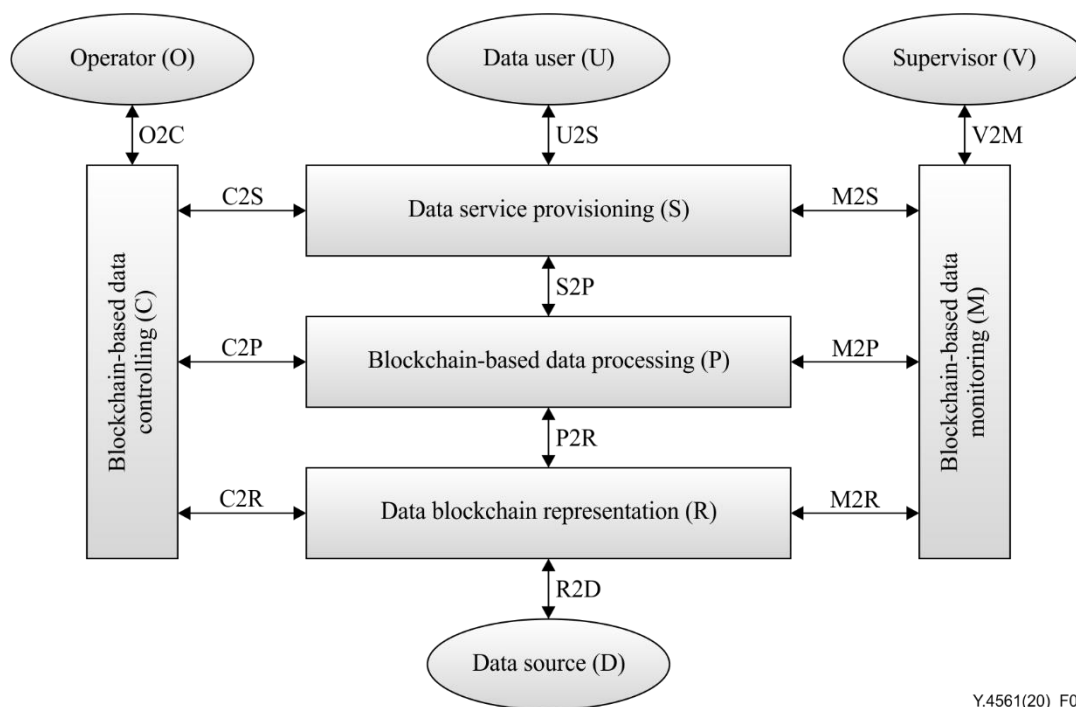 Operator (O)
Data user (U)
Supervisor (V)
O2C
U2S
V2M
C2S
Data service provisioning (S)
M2S
S2P
Blockchain-based data
controlling (C)
C2P
Blockchain-based data processing (P)
M2P
Blockchain-based data
monitoring (M)
P2R
C2R
Data blockchain representation (R)
M2R
R2D
Data source (D)
Y.4561(20)_F0